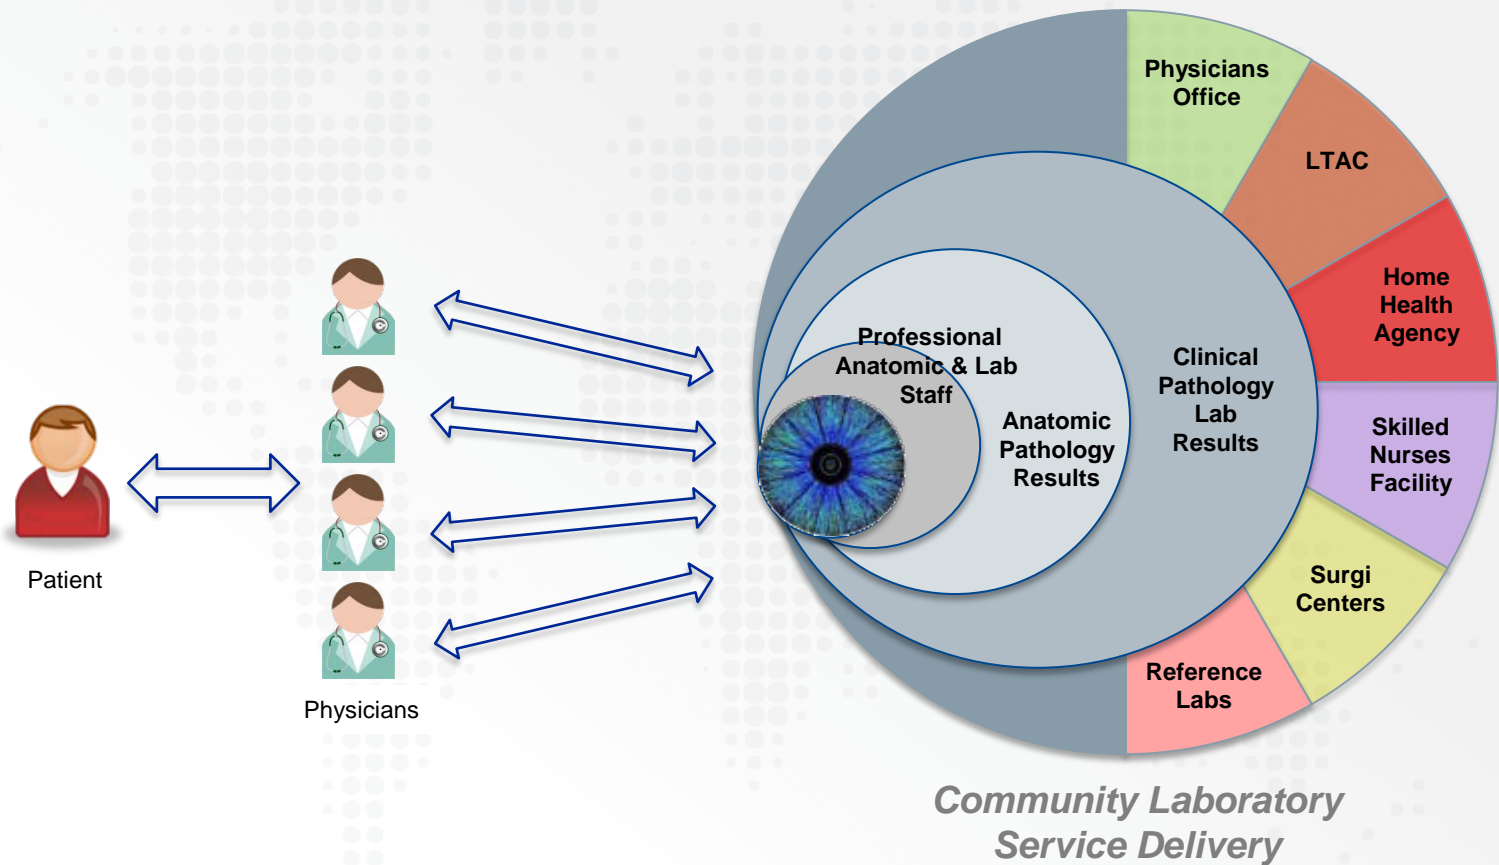 Patient
Physicians
Professional
Anatomic & Lab
Staff
Anatomic
Pathology
Results
Clinical
Pathology
Lab
Results
Physicians
Office
LTAC
Home
Health
Agency
Skilled
Nurses
Facility
Surgi
Centers
Reference
Labs
Community Laboratory
Service Delivery